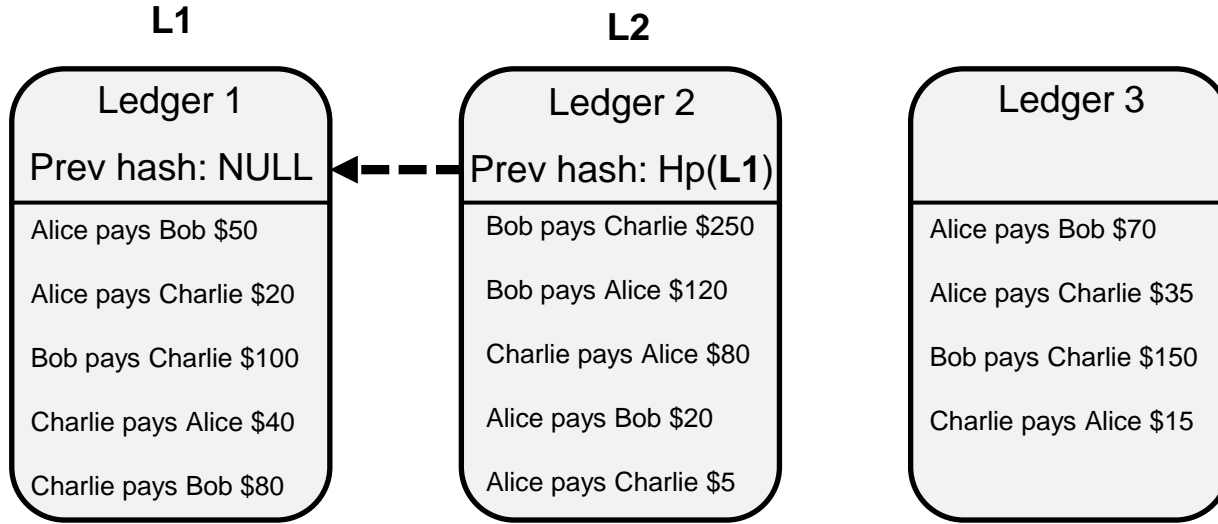 L1
Ledger 1
Prev hash: NULL
Alice pays Bob $50
Alice pays Charlie $20
Bob pays Charlie $100
Charlie pays Alice $40
Charlie pays Bob $80
L2
Ledger 2
Prev hash: Hp(L1)
Bob pays Charlie $250
Bob pays Alice $120
Charlie pays Alice $80
Alice pays Bob $20
Alice pays Charlie $5
Ledger 3
Alice pays Bob $70
Alice pays Charlie $35
Bob pays Charlie $150
Charlie pays Alice $15